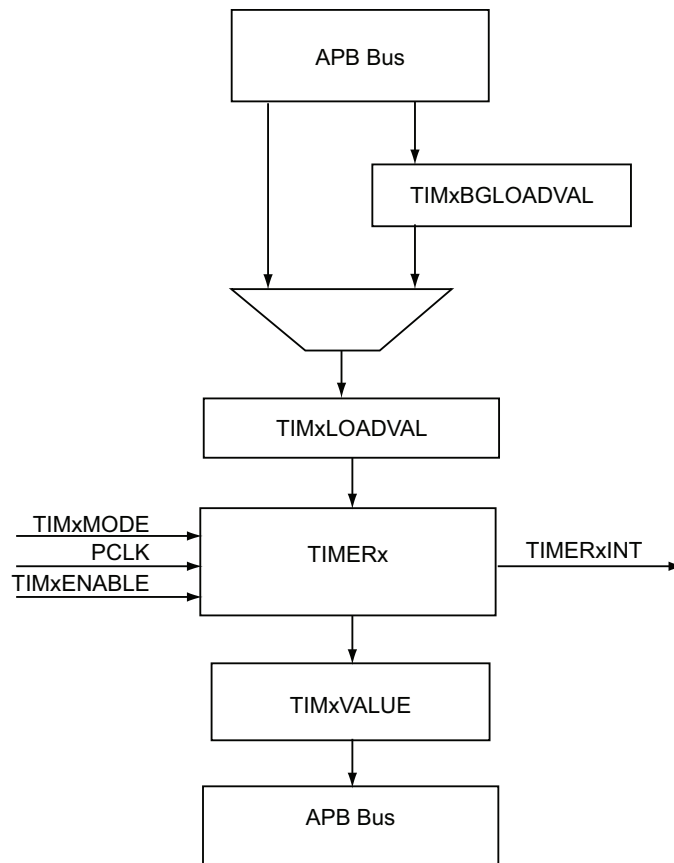 APB Bus
TIMxBGLOADVAL
TIMxLOADVAL
TIMxMODE
PCLK
TIMxENABLE
TIMERx
TIMERxINT
TIMxVALUE
APB Bus